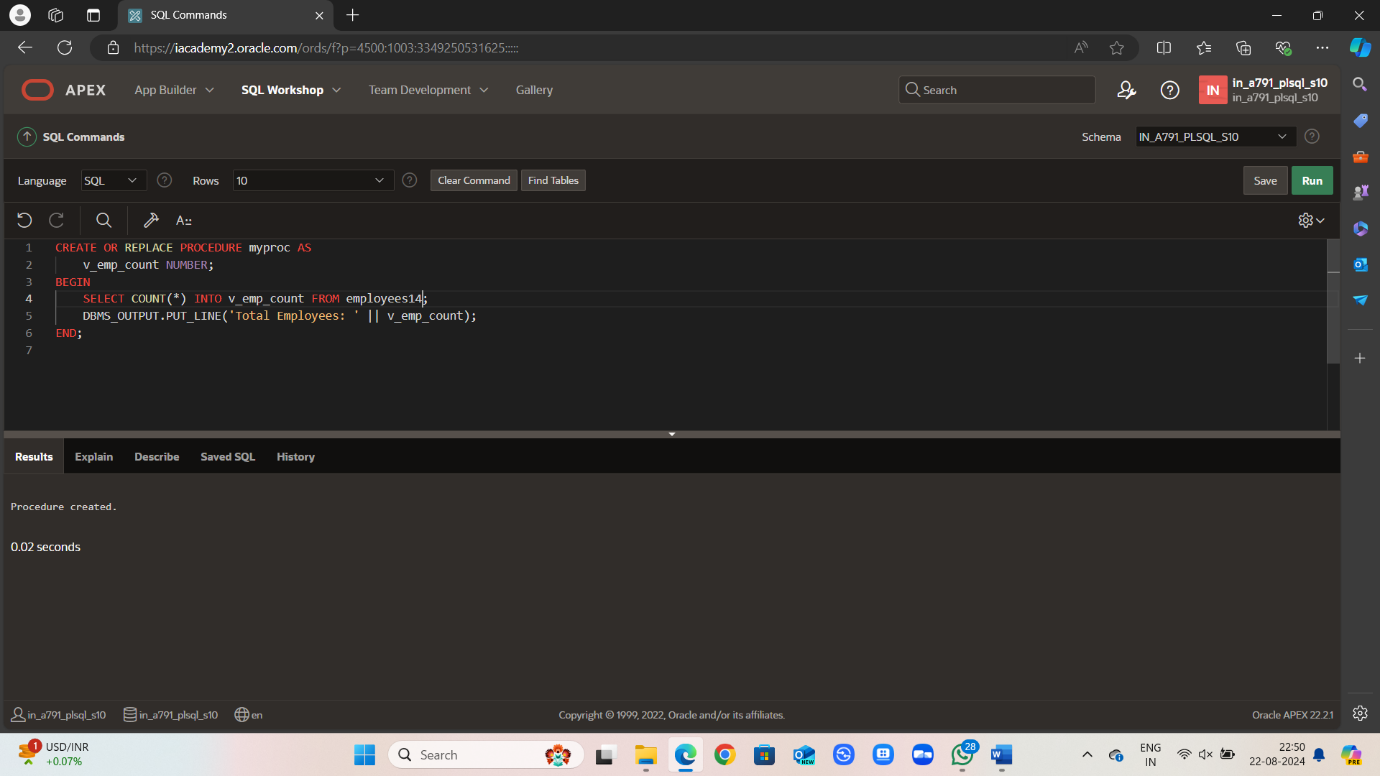 SQL Commands
https://iacademy2.oracle.com/ords/f?p=4500:1003:3349250531625:::::
APEX
App Builder
SQL Workshop
Team Development
Gallery
Search
IN
in_a791_plsql_s10
in_a791_plsql_s10
SQL Commands
Schema
IN_A791_PLSQL_S10
Language
SQL
Rows
10
Clear Command
Find Tables
Save
Run
A::
1 CREATE OR REPLACE PROCEDURE myproc AS
2 v_emp_count NUMBER;
3 BEGIN
4 SELECT COUNT(*) INTO v_emp_count FROM employees14;
5 DBMS_OUTPUT.PUT_LINE('Total Employees: ' || v_emp_count);
6 END;
7
Results
Explain
Describe
Saved SQL
History
Procedure created.
0.02 seconds
in_a791_plsql_s10
in_a791_plsql_s10
en
Copyright © 1999, 2022, Oracle and/or its affiliates.
Oracle APEX 22.2.1
1
USD/INR
+0.07%
Search
NEW
28
W
ENG
IN
22:50
22-08-2024
PRE